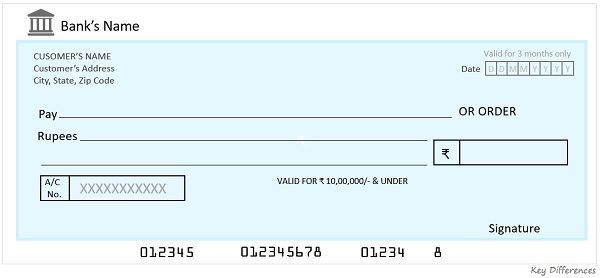 Bank's Name
CUSOMER'S NAME
Customer's Address
City, State, Zip Code
Valid for 3 months only
Date D D M M Y Y Y Y
Pay OR ORDER
Rupees
₹
A/C No. XXXXXXXXXXX
VALID FOR ₹ 10,00,000/- & UNDER
Signature
012345 012345678 01234 8
Key Differences